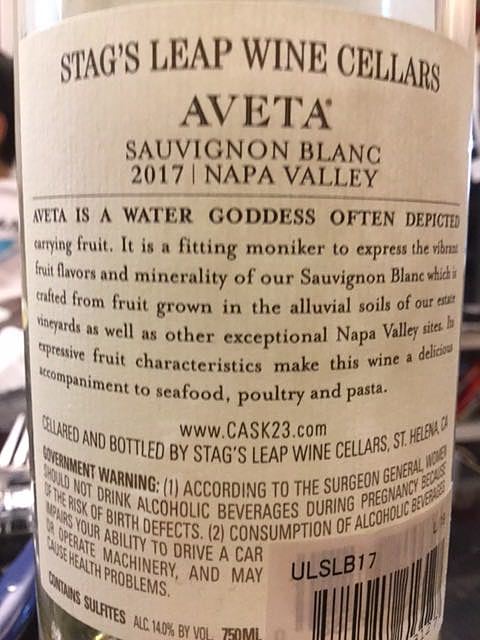 STAG'S LEAP WINE CELLARS
AVETA®
SAUVIGNON BLANC
2017 | NAPA VALLEY
AVETA IS A WATER GODDESS OFTEN DEPICTED
carrying fruit. It is a fitting moniker to express the vibrant
fruit flavors and minerality of our Sauvignon Blanc which is
crafted from fruit grown in the alluvial soils of our estate
vineyards as well as other exceptional Napa Valley sites. Its
expressive fruit characteristics make this wine a delicious
accompaniment to seafood, poultry and pasta.
www.CASK23.com
CELLARED AND BOTTLED BY STAG'S LEAP WINE CELLARS, ST. HELENA, CA
GOVERNMENT WARNING: (1) ACCORDING TO THE SURGEON GENERAL, WOMEN
SHOULD NOT DRINK ALCOHOLIC BEVERAGES DURING PREGNANCY BECAUSE
OF THE RISK OF BIRTH DEFECTS. (2) CONSUMPTION OF ALCOHOLIC BEVERAGES
IMPAIRS YOUR ABILITY TO DRIVE A CAR
OR OPERATE MACHINERY, AND MAY
CAUSE HEALTH PROBLEMS.
ULSLB17
CONTAINS SULFITES ALC. 14.0% BY VOL. 750ML